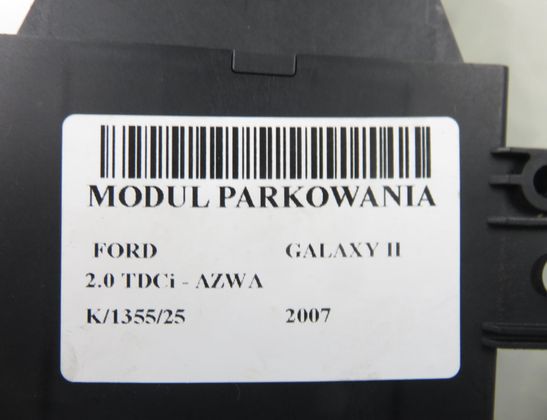 MODUL PARKOWANIA
FORD GALAXY II
2.0 TDCi - AZWA
K/1355/25 2007